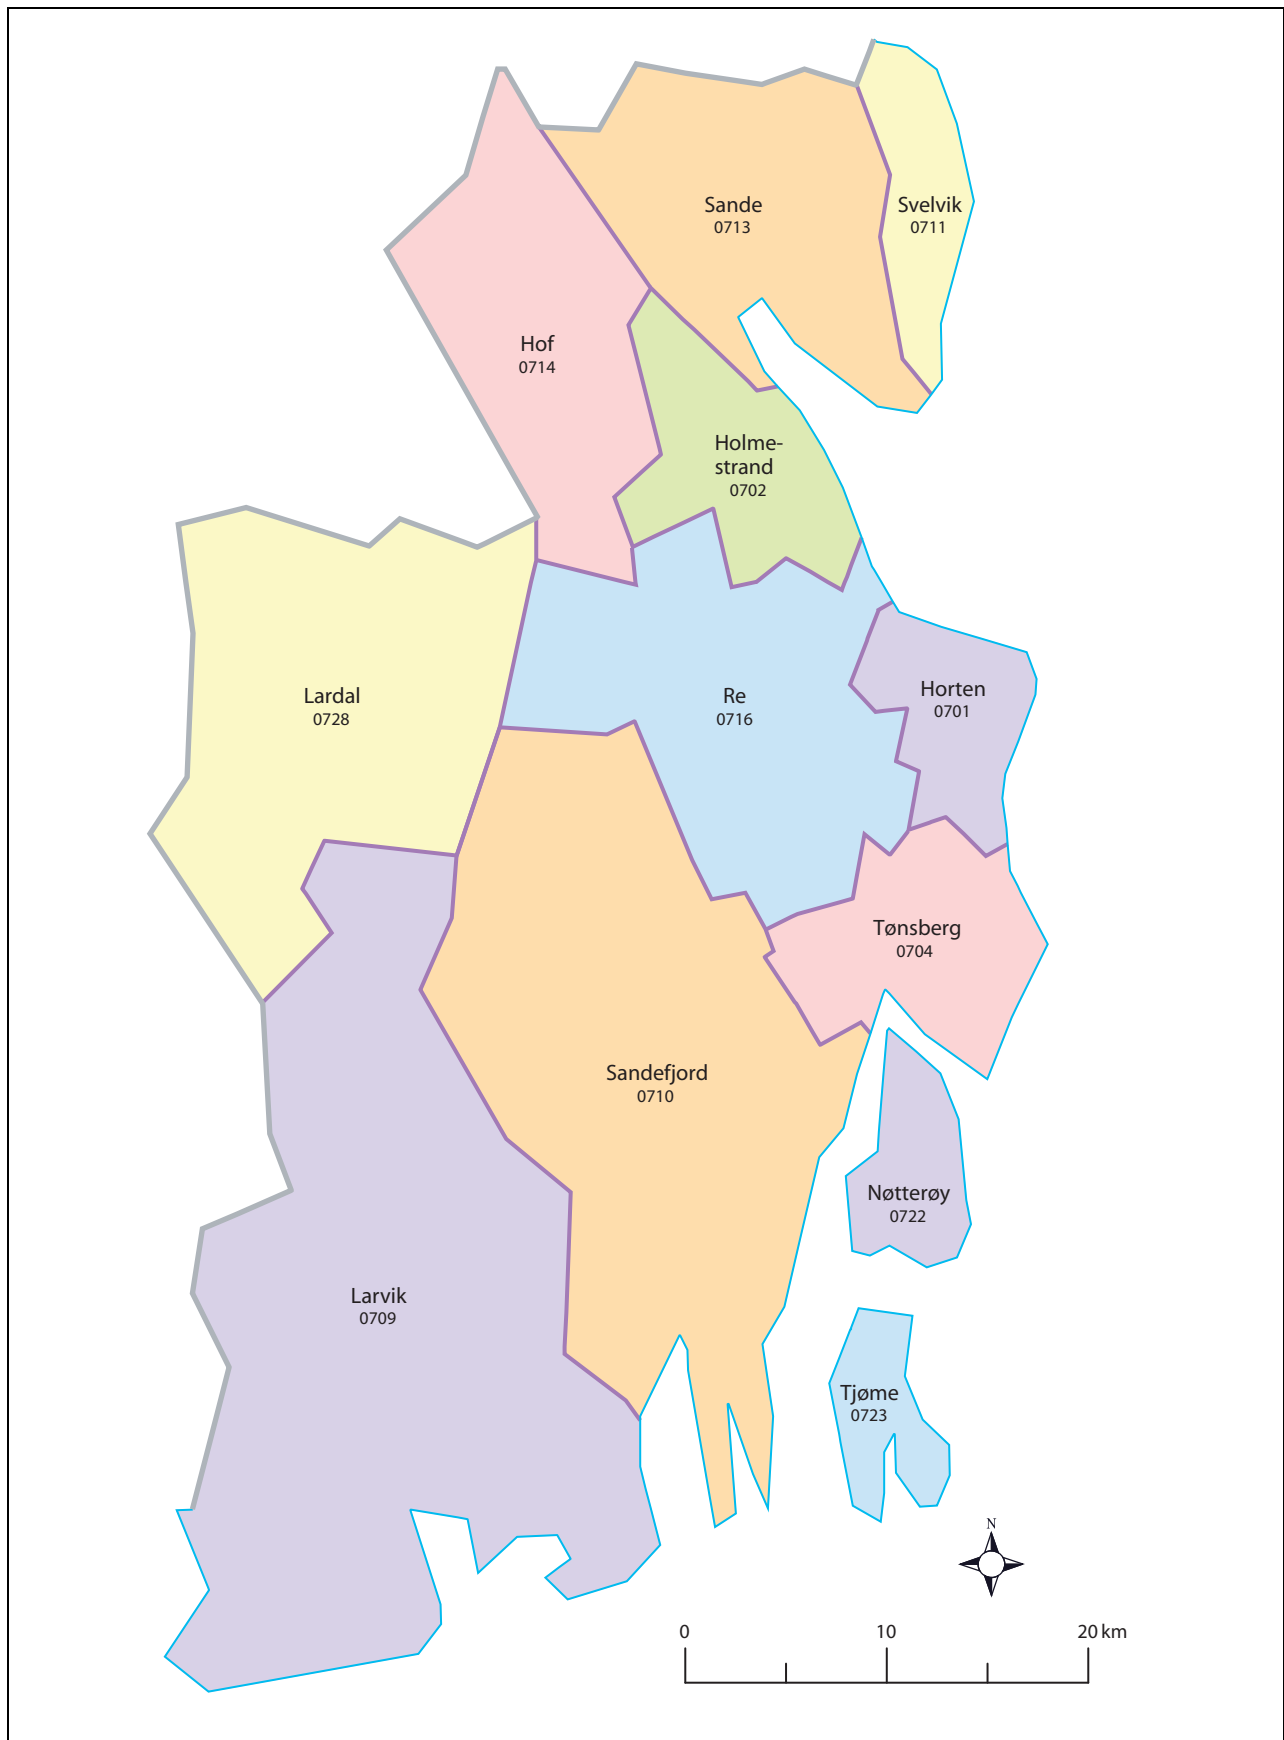 Sande
0713
Svelvik
0711
Hof
0714
Holme-
strand
0702
Lardal
0728
Re
0716
Horten
0701
Tønsberg
0704
Sandefjord
0710
Nøtterøy
0722
Larvik
0709
Tjøme
0723
N
0 10 20 km